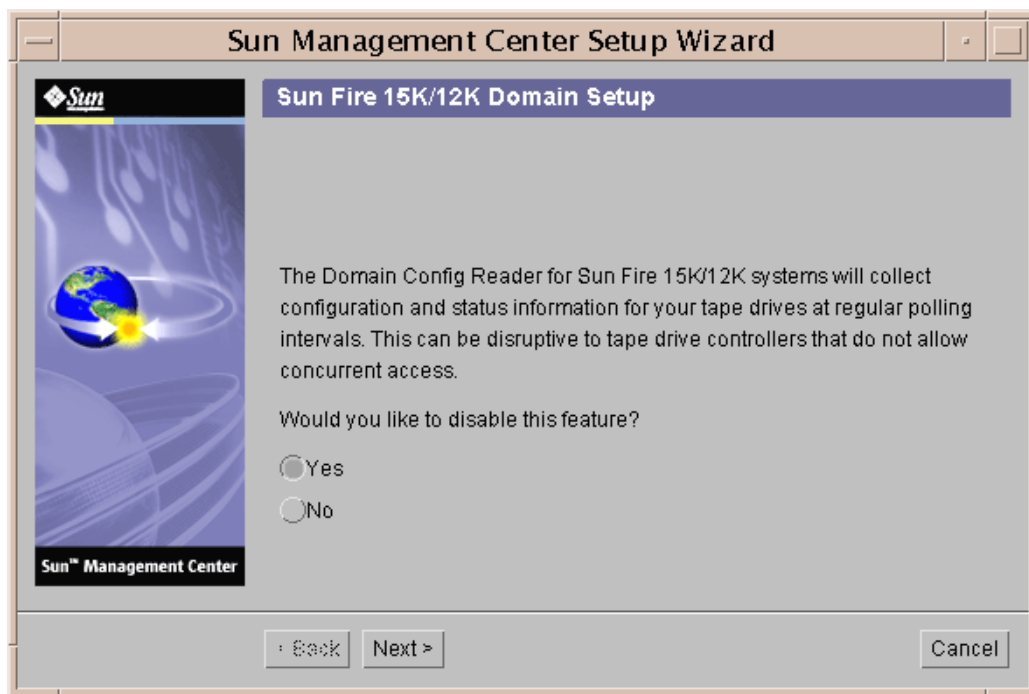 Sun Management Center Setup Wizard
Sun
Sun Fire 15K/12K Domain Setup
The Domain Config Reader for Sun Fire 15K/12K systems will collect
configuration and status information for your tape drives at regular polling
intervals. This can be disruptive to tape drive controllers that do not allow
concurrent access.
Would you like to disable this feature?
Yes
No
Sun™ Management Center
< Back
Next >
Cancel